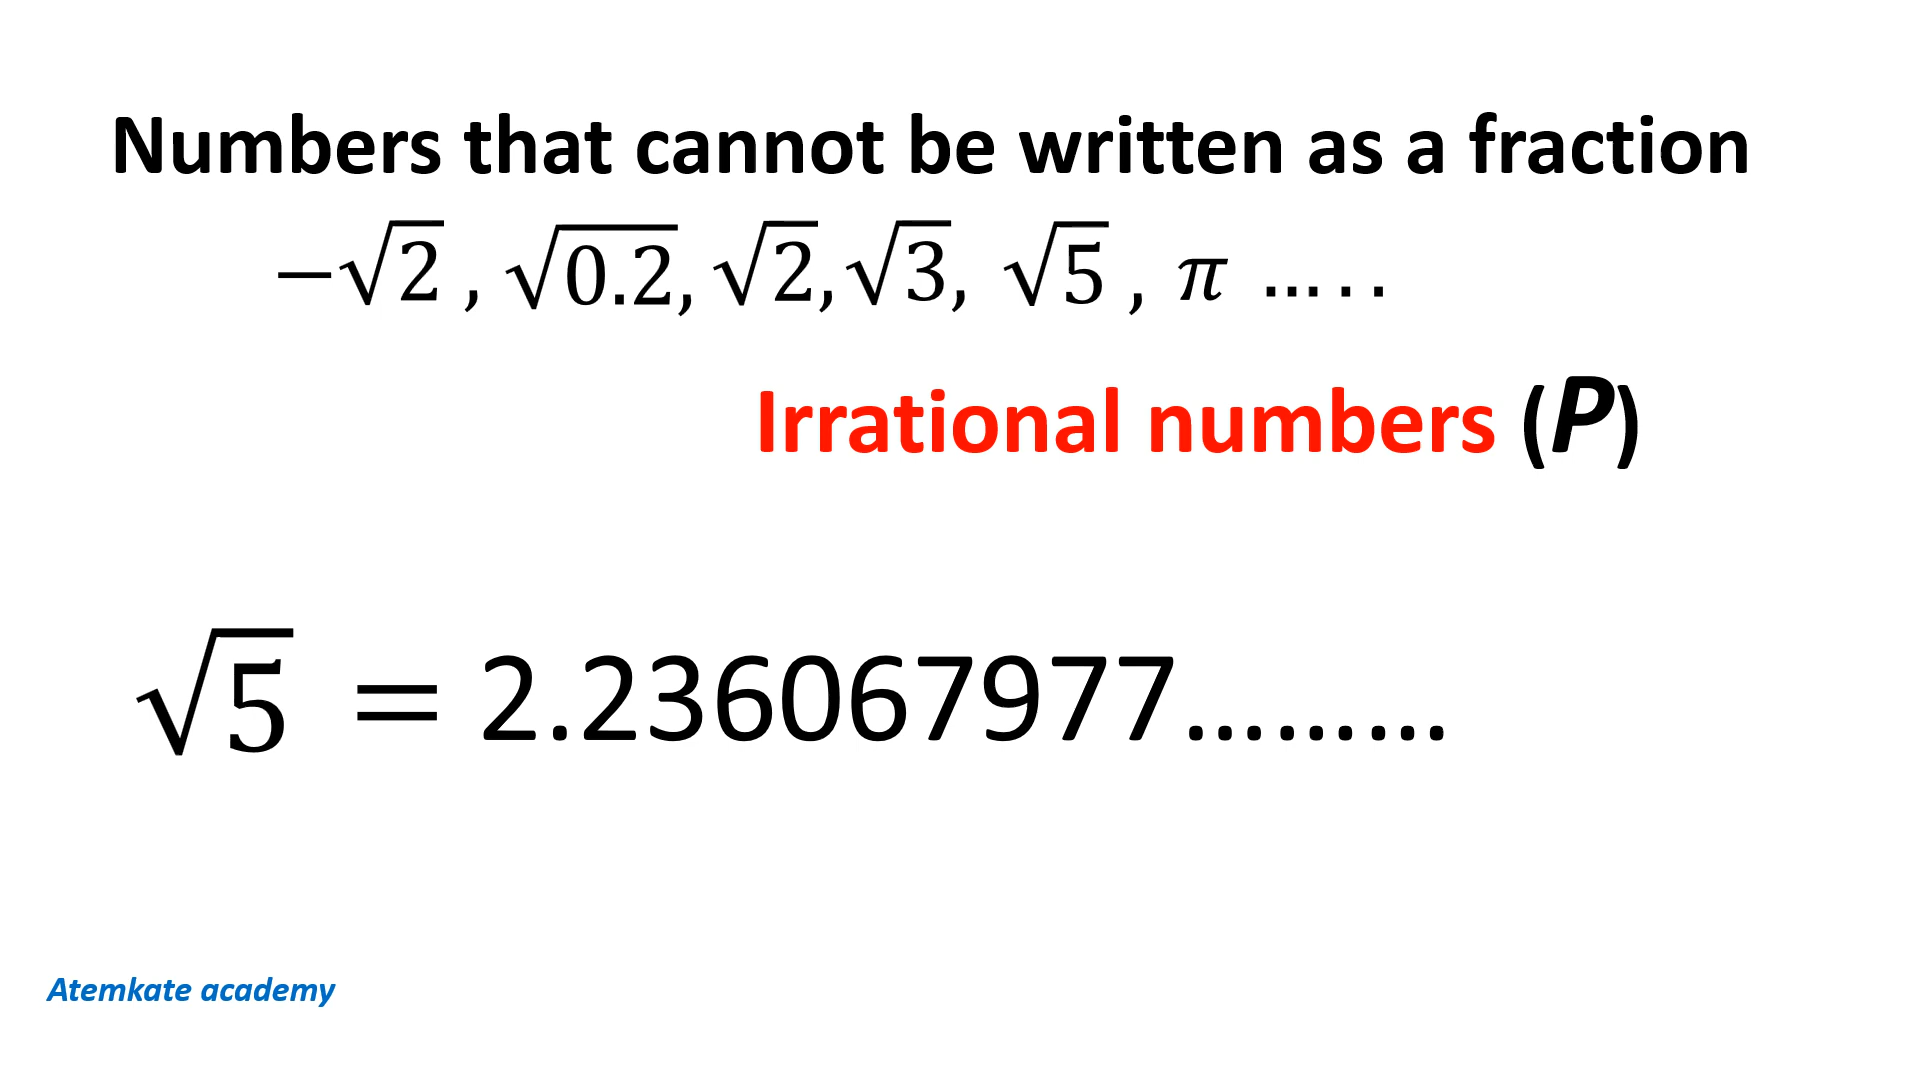 Numbers that cannot be written as a fraction
−√2 , √0.2, √2, √3, √5 , π ... . .
Irrational numbers (P)
√5 = 2.236067977.........
Atemkate academy